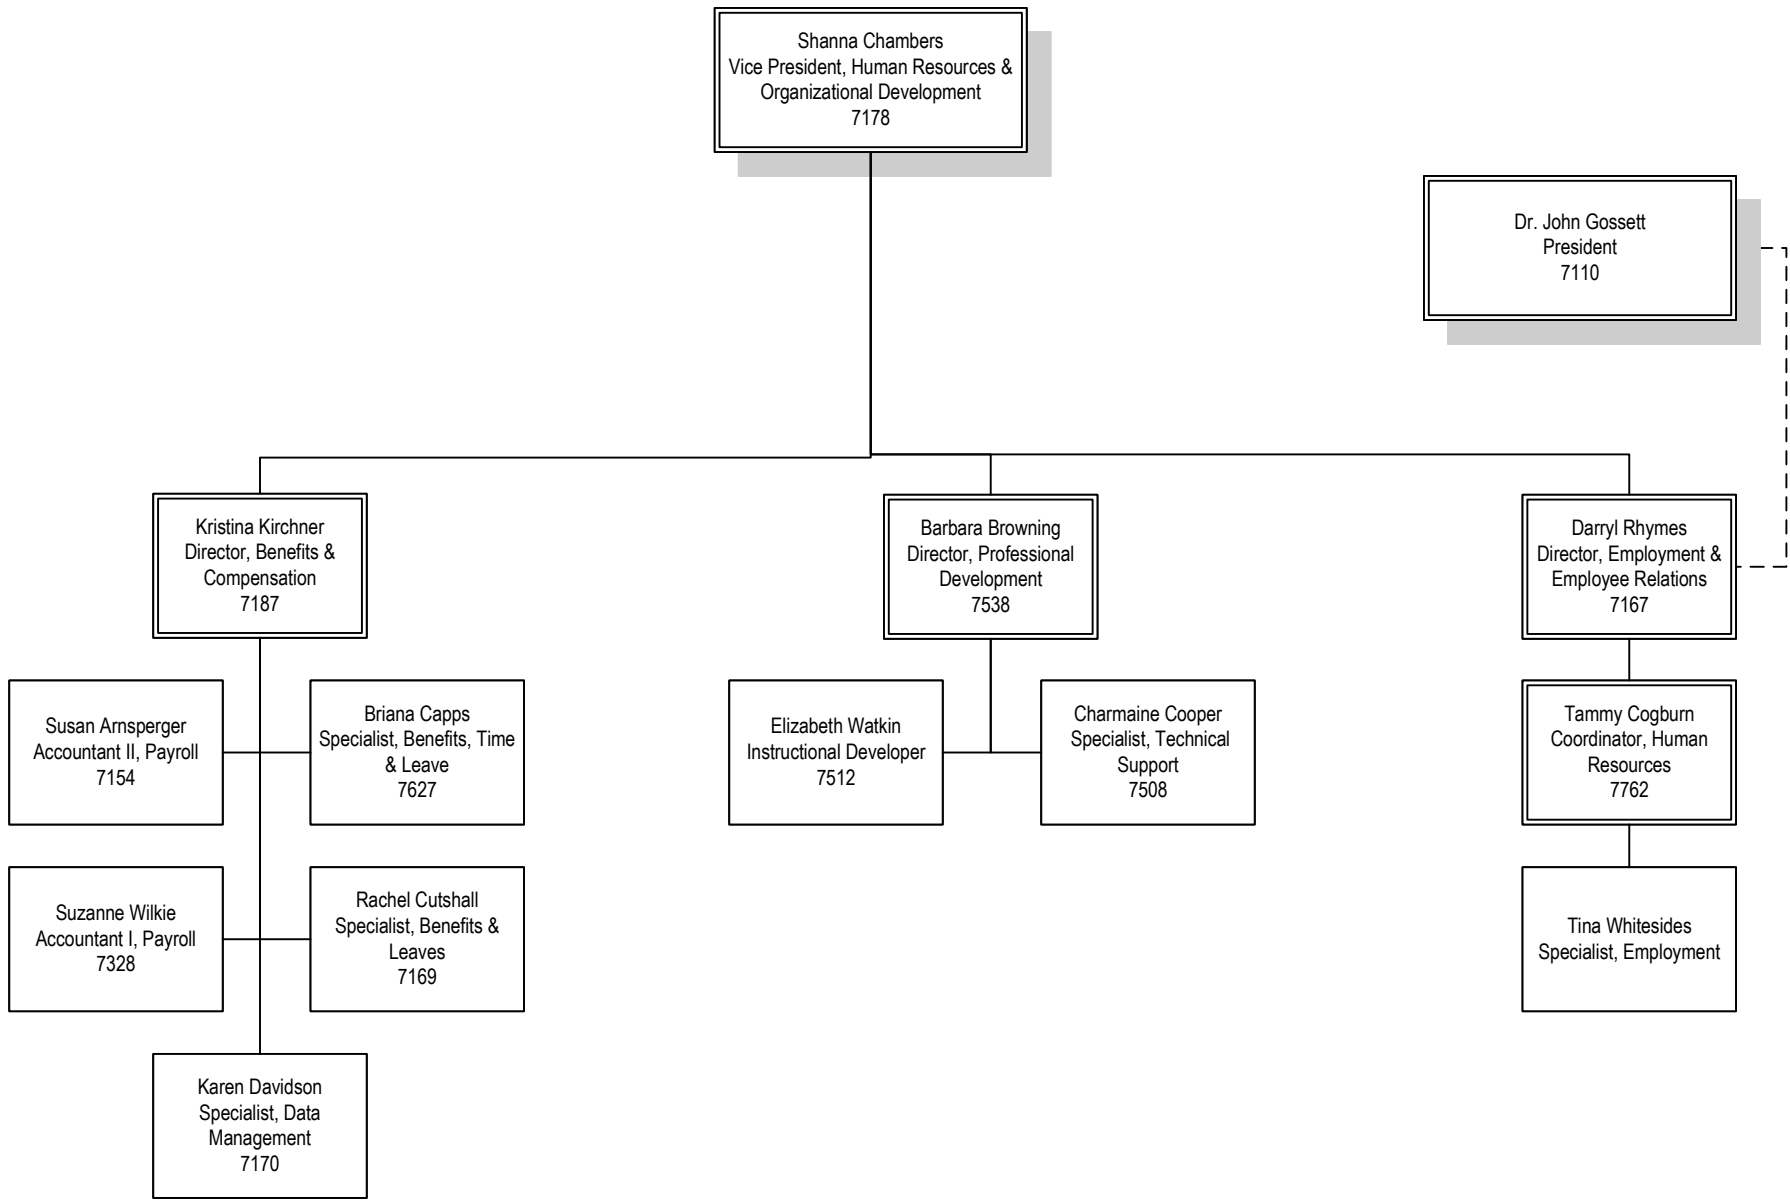 Shanna Chambers
Vice President, Human Resources &
Organizational Development
7178
Dr. John Gossett
President
7110
Kristina Kirchner
Director, Benefits &
Compensation
7187
Barbara Browning
Director, Professional
Development
7538
Darryl Rhymes
Director, Employment &
Employee Relations
7167
Susan Arnsperger
Accountant II, Payroll
7154
Briana Capps
Specialist, Benefits, Time
& Leave
7627
Elizabeth Watkin
Instructional Developer
7512
Charmaine Cooper
Specialist, Technical
Support
7508
Tammy Cogburn
Coordinator, Human
Resources
7762
Suzanne Wilkie
Accountant I, Payroll
7328
Rachel Cutshall
Specialist, Benefits &
Leaves
7169
Tina Whitesides
Specialist, Employment
Karen Davidson
Specialist, Data
Management
7170